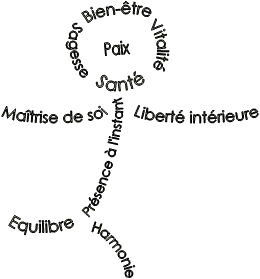 Bien-être
Vitalité
Sagesse
Paix
Santé
Maîtrise de soi
Liberté intérieure
Présence à l'instant
Equilibre
Harmonie